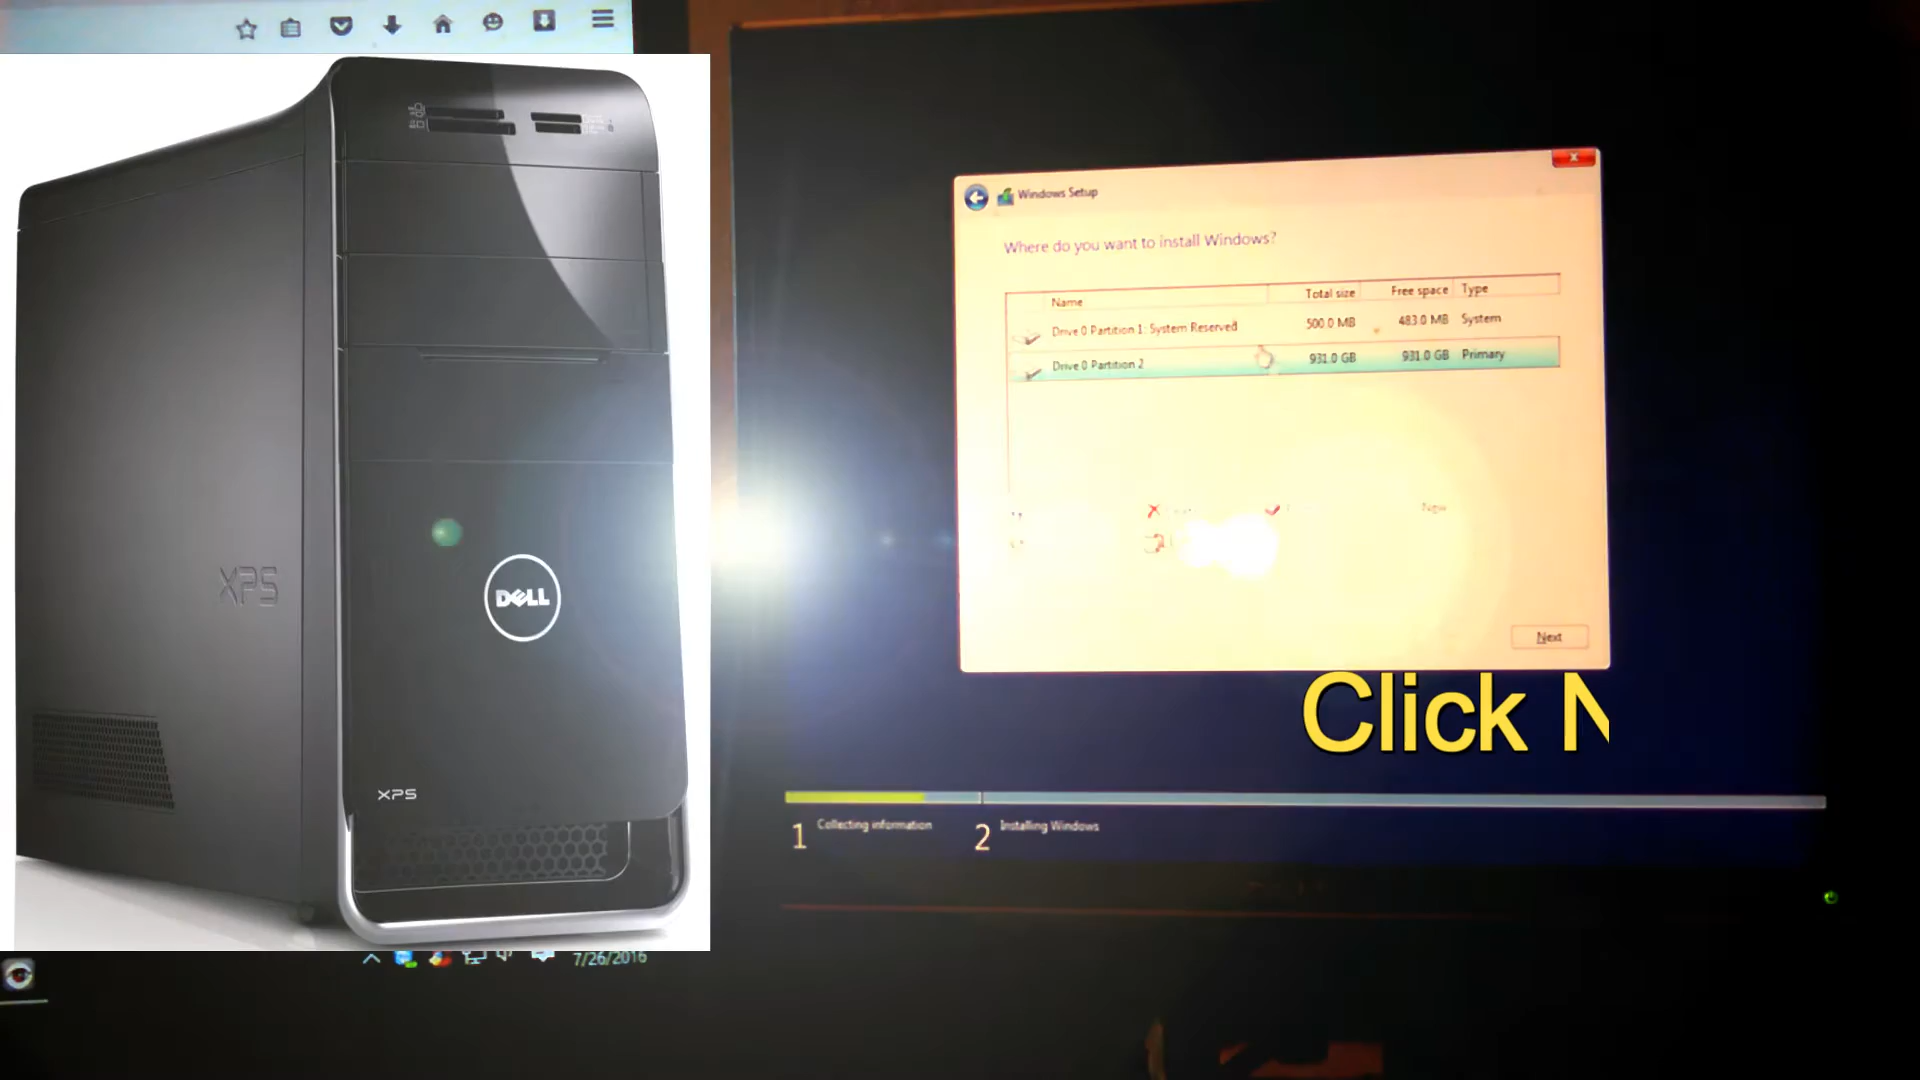 XPS
DELL
XPS
7/26/2016
Windows Setup
Where do you want to install Windows?
Name Total size Free space Type
Drive 0 Partition 1: System Reserved 500.0 MB 483.0 MB System
Drive 0 Partition 2 931.0 GB 931.0 GB Primary
New
Next
Click N
1 Collecting information 2 Installing Windows